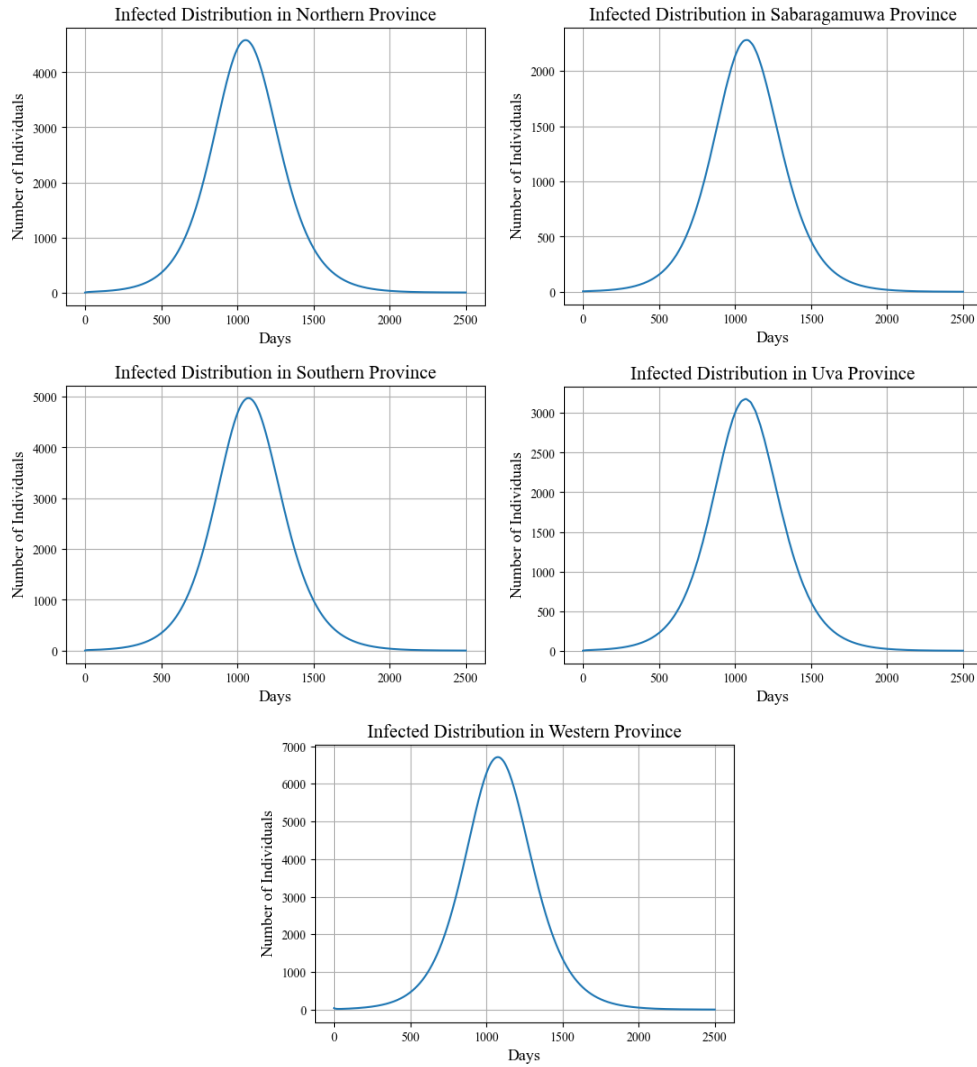 Infected Distribution in Northern Province
4000
3000
2000
1000
0
Number of Individuals
0 500 1000 1500 2000 2500
Days
Infected Distribution in Sabaragamuwa Province
2000
1500
1000
500
0
Number of Individuals
0 500 1000 1500 2000 2500
Days
Infected Distribution in Southern Province
5000
4000
3000
2000
1000
0
Number of Individuals
0 500 1000 1500 2000 2500
Days
Infected Distribution in Uva Province
3000
2500
2000
1500
1000
500
0
Number of Individuals
0 500 1000 1500 2000 2500
Days
Infected Distribution in Western Province
7000
6000
5000
4000
3000
2000
1000
0
Number of Individuals
0 500 1000 1500 2000 2500
Days